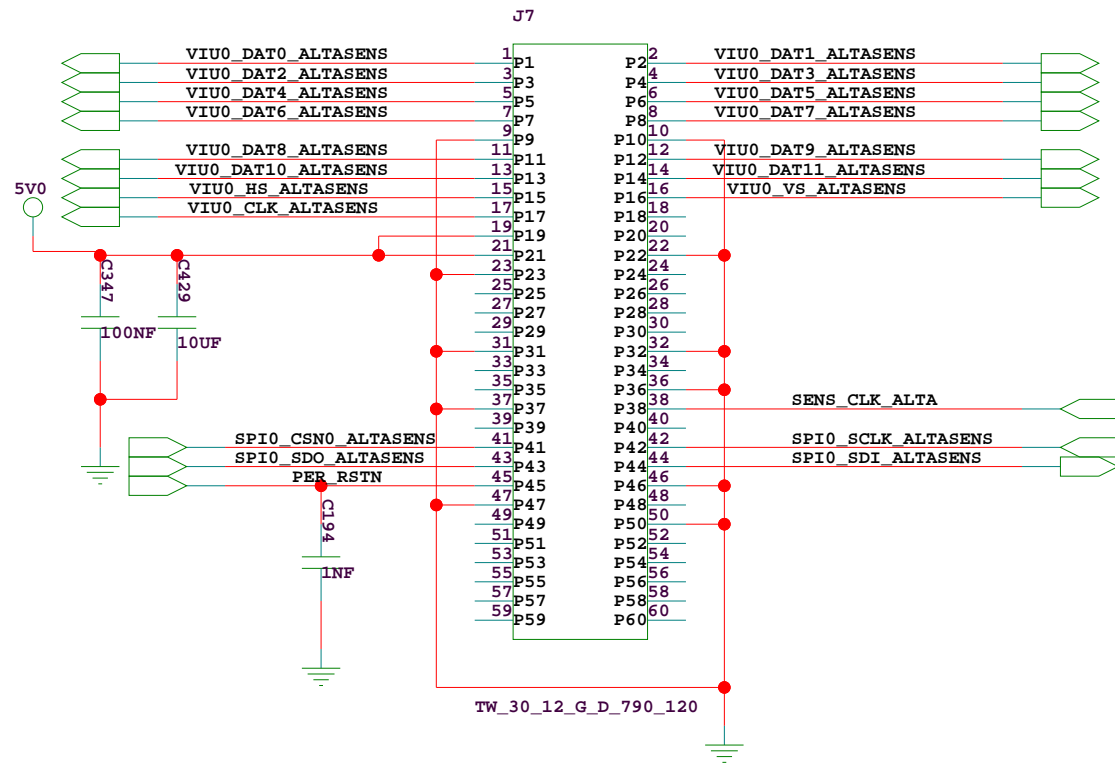 J7
VIU0_DAT0_ALTASENS 1 P1 P2 2 VIU0_DAT1_ALTASENS
VIU0_DAT2_ALTASENS 3 P3 P4 4 VIU0_DAT3_ALTASENS
VIU0_DAT4_ALTASENS 5 P5 P6 6 VIU0_DAT5_ALTASENS
VIU0_DAT6_ALTASENS 7 P7 P8 8 VIU0_DAT7_ALTASENS
9 P9 P10 10
VIU0_DAT8_ALTASENS 11 P11 P12 12 VIU0_DAT9_ALTASENS
VIU0_DAT10_ALTASENS 13 P13 P14 14 VIU0_DAT11_ALTASENS
5V0 VIU0_HS_ALTASENS 15 P15 P16 16 VIU0_VS_ALTASENS
VIU0_CLK_ALTASENS 17 P17 P18 18
19 P19 P20 20
21 P21 P22 22
C347 C429 23 P23 P24 24
25 P25 P26 26
27 P27 P28 28
100NF 10UF 29 P29 P30 30
31 P31 P32 32
33 P33 P34 34
35 P35 P36 36
37 P37 P38 38 SENS_CLK_ALTA
39 P39 P40 40
SPI0_CSN0_ALTASENS 41 P41 P42 42 SPI0_SCLK_ALTASENS
SPI0_SDO_ALTASENS 43 P43 P44 44 SPI0_SDI_ALTASENS
PER_RSTN 45 P45 P46 46
47 P47 P48 48
C194 49 P49 P50 50
51 P51 P52 52
1NF 53 P53 P54 54
55 P55 P56 56
57 P57 P58 58
59 P59 P60 60
TW_30_12_G_D_790_120